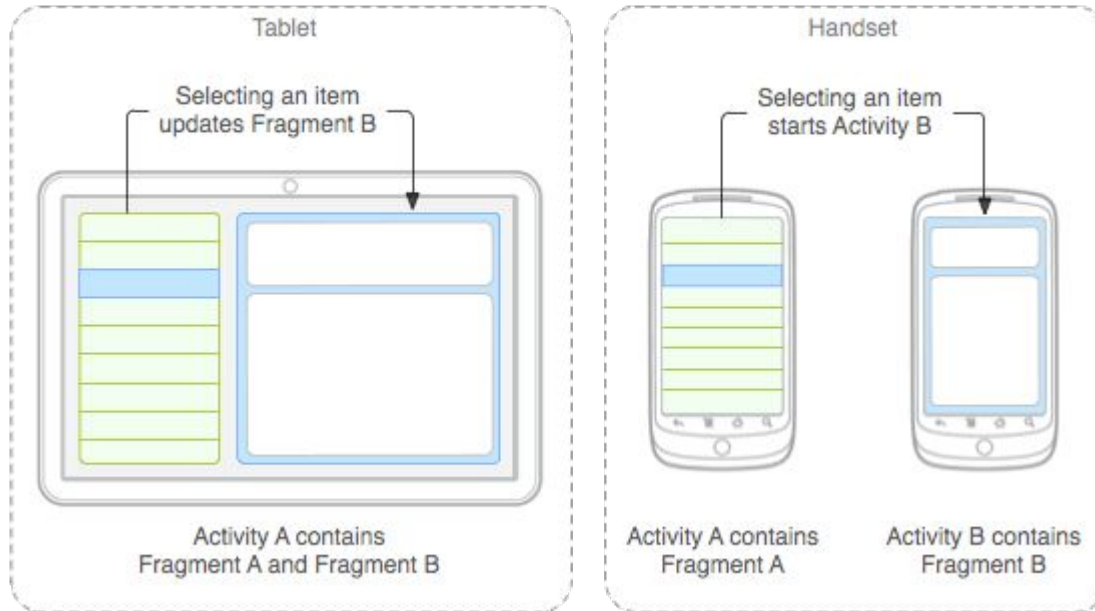 Tablet
Selecting an item
updates Fragment B
Activity A contains
Fragment A and Fragment B
Handset
Selecting an item
starts Activity B
Activity A contains
Fragment A
Activity B contains
Fragment B